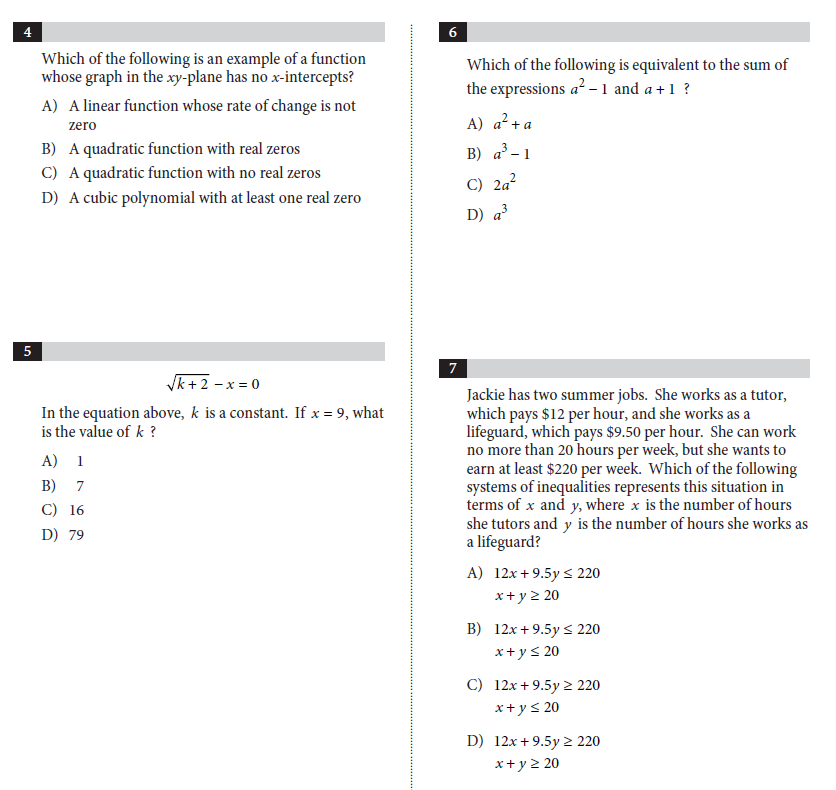 4
Which of the following is an example of a function
whose graph in the xy-plane has no x-intercepts?
A) A linear function whose rate of change is not
zero
B) A quadratic function with real zeros
C) A quadratic function with no real zeros
D) A cubic polynomial with at least one real zero
5
√k + 2 − x = 0
In the equation above, k is a constant. If x = 9, what
is the value of k ?
A) 1
B) 7
C) 16
D) 79
6
Which of the following is equivalent to the sum of
the expressions a² − 1 and a + 1 ?
A) a² + a
B) a³ − 1
C) 2a²
D) a³
7
Jackie has two summer jobs. She works as a tutor,
which pays $12 per hour, and she works as a
lifeguard, which pays $9.50 per hour. She can work
no more than 20 hours per week, but she wants to
earn at least $220 per week. Which of the following
systems of inequalities represents this situation in
terms of x and y, where x is the number of hours
she tutors and y is the number of hours she works as
a lifeguard?
A) 12x + 9.5y ≤ 220
x + y ≥ 20
B) 12x + 9.5y ≤ 220
x + y ≤ 20
C) 12x + 9.5y ≥ 220
x + y ≤ 20
D) 12x + 9.5y ≥ 220
x + y ≥ 20